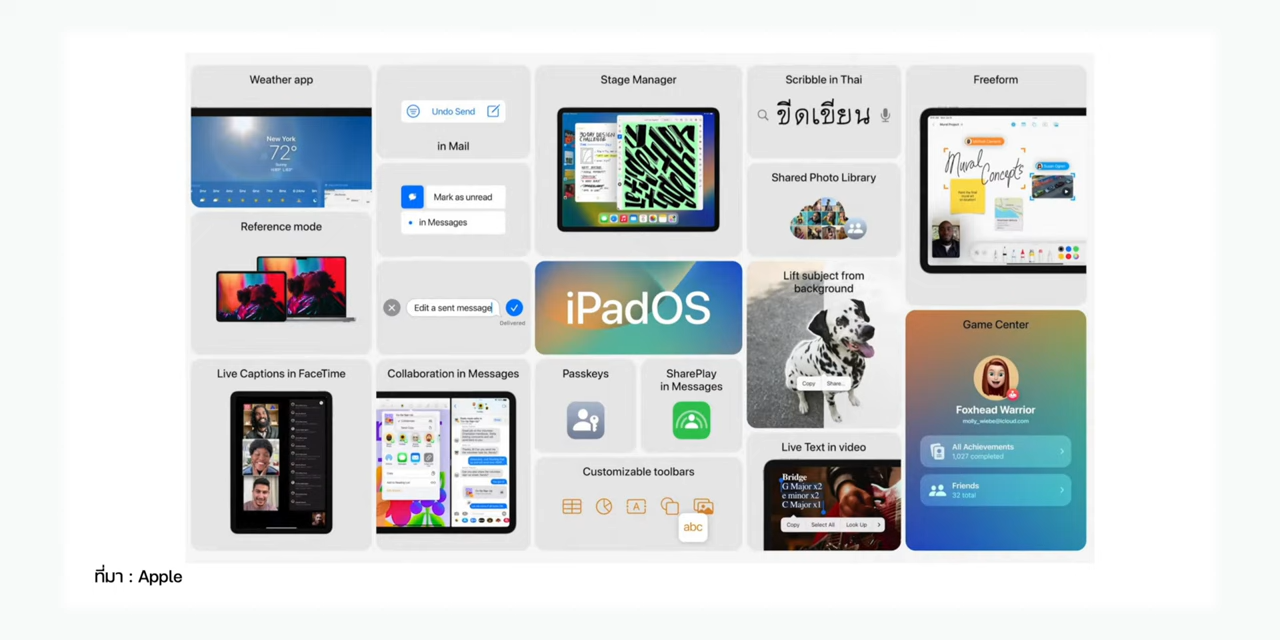 Weather app
New York
72°
Undo Send
in Mail
Mark as unread
in Messages
Stage Manager
Scribble in Thai
ขีดเขียน
Shared Photo Library
Freeform
Mural Concepts
Reference mode
Edit a sent message
Delivered
iPadOS
Lift subject from
background
Copy
Share...
Game Center
Foxhead Warrior
molly_wiebe@icloud.com
All Achievements
1,027 completed
Friends
32 total
Live Captions in FaceTime
Collaboration in Messages
Passkeys
SharePlay
in Messages
Customizable toolbars
A
abc
Live Text in video
Bridge
G Major x2
e minor x2
C Major x1
Copy
Select All
Look Up
ที่มา : Apple